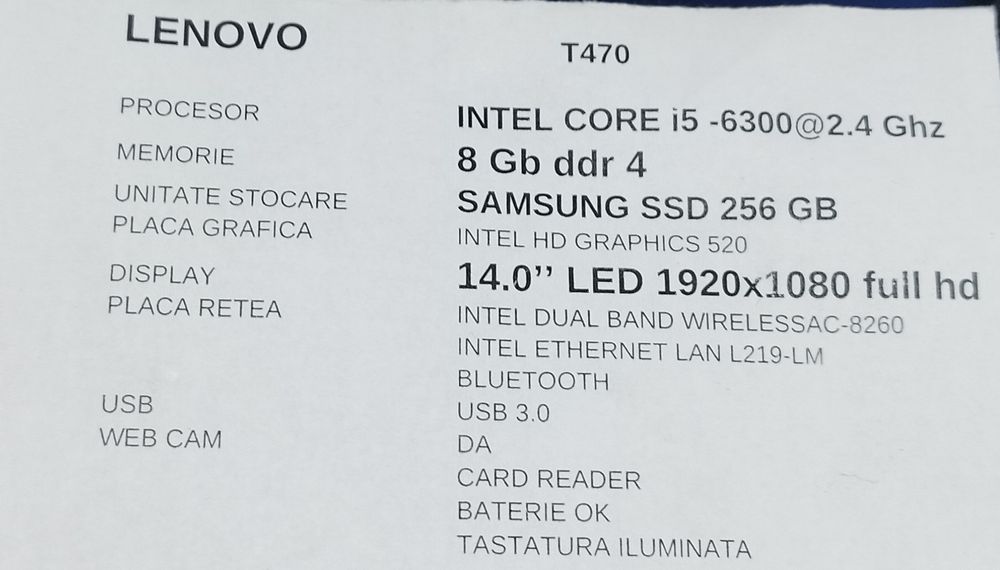 LENOVO T470
PROCESOR INTEL CORE i5 -6300@2.4 Ghz
MEMORIE 8 Gb ddr 4
UNITATE STOCARE SAMSUNG SSD 256 GB
PLACA GRAFICA INTEL HD GRAPHICS 520
DISPLAY 14.0’’ LED 1920x1080 full hd
PLACA RETEA INTEL DUAL BAND WIRELESSAC-8260
INTEL ETHERNET LAN L219-LM
BLUETOOTH
USB USB 3.0
WEB CAM DA
CARD READER
BATERIE OK
TASTATURA ILUMINATA